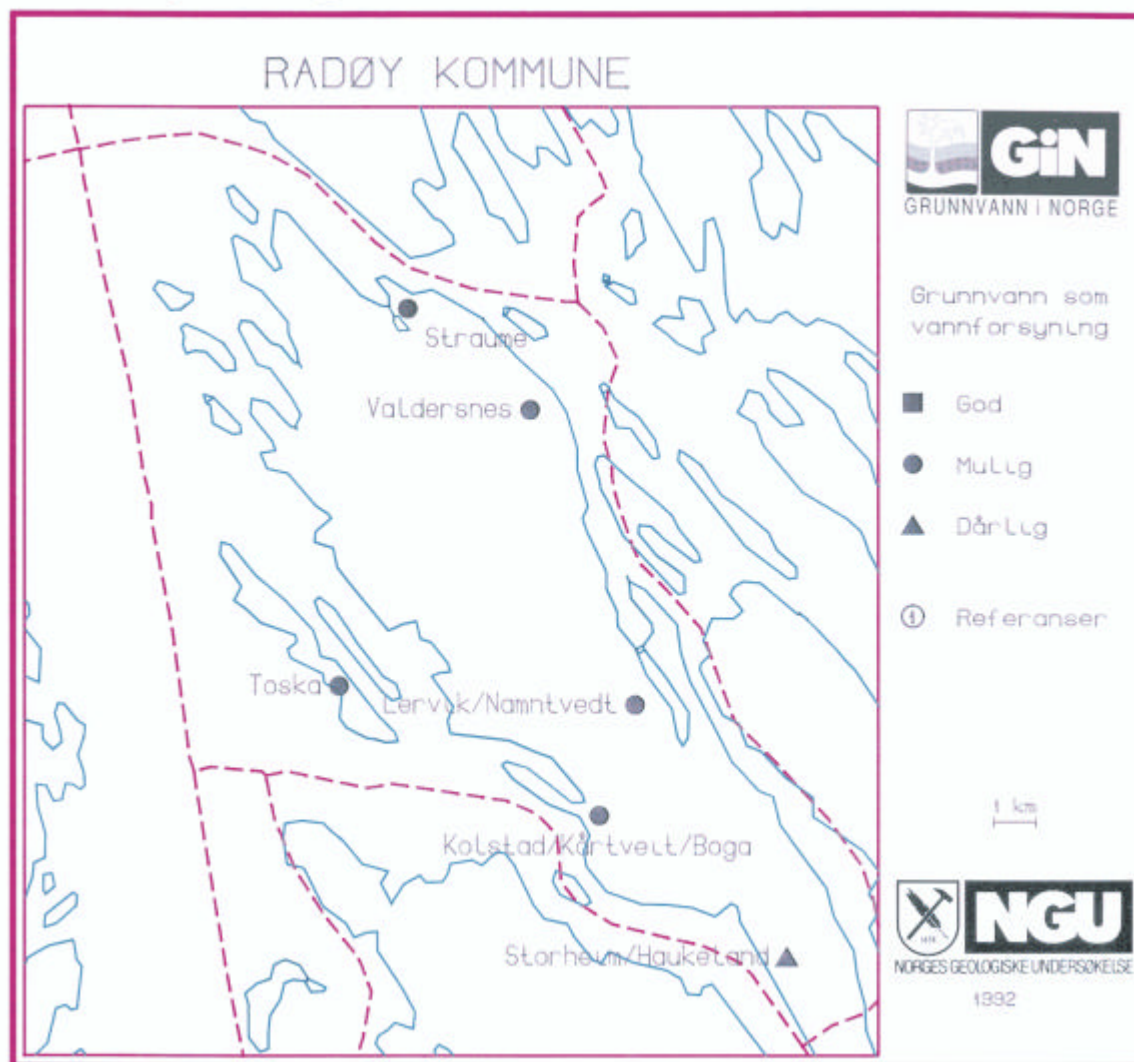 RADØY KOMMUNE
GiN
GRUNNVANN I NORGE
Grunnvann som
vannforsyning
God
Mulig
Dårlig
Referanser
Straume
Valdersnes
Toska
Lervik/Namntvedt
Kolstad/Kårtveit/Boga
Storheim/Hauketand
1 km
NGU
NORGES GEOLOGISKE UNDERSØKELSE
1992